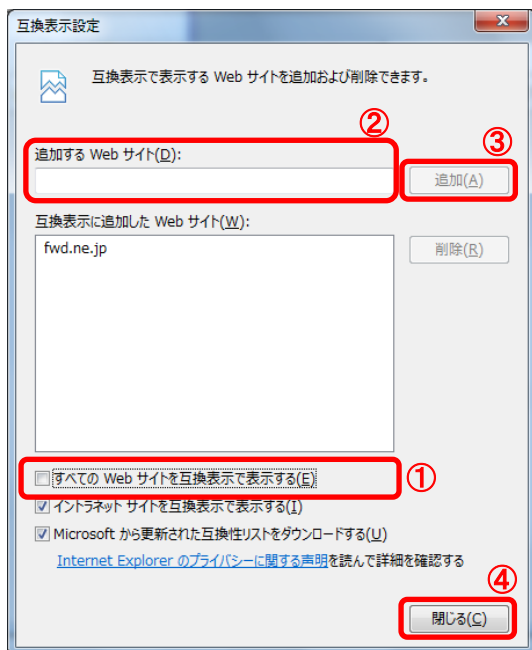 互換表示設定
互換表示で表示する Web サイトを追加および削除できます。
②
③
追加する Web サイト(D):
追加(A)
互換表示に追加した Web サイト(W):
fwd.ne.jp
削除(R)
すべての Web サイトを互換表示で表示する(E)
①
イントラネット サイトを互換表示で表示する(I)
Microsoft から更新された互換性リストをダウンロードする(U)
Internet Explorer のプライバシーに関する声明を読んで詳細を確認する
④
閉じる(C)